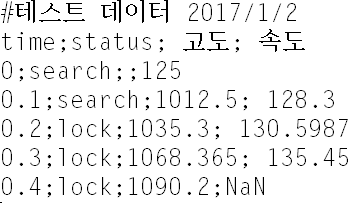 #테스트 데이터 2017/1/2
time;status; 고도; 속도
0;search;;125
0.1;search;1012.5; 128.3
0.2;lock;1035.3; 130.5987
0.3;lock;1068.365; 135.45
0.4;lock;1090.2;NaN